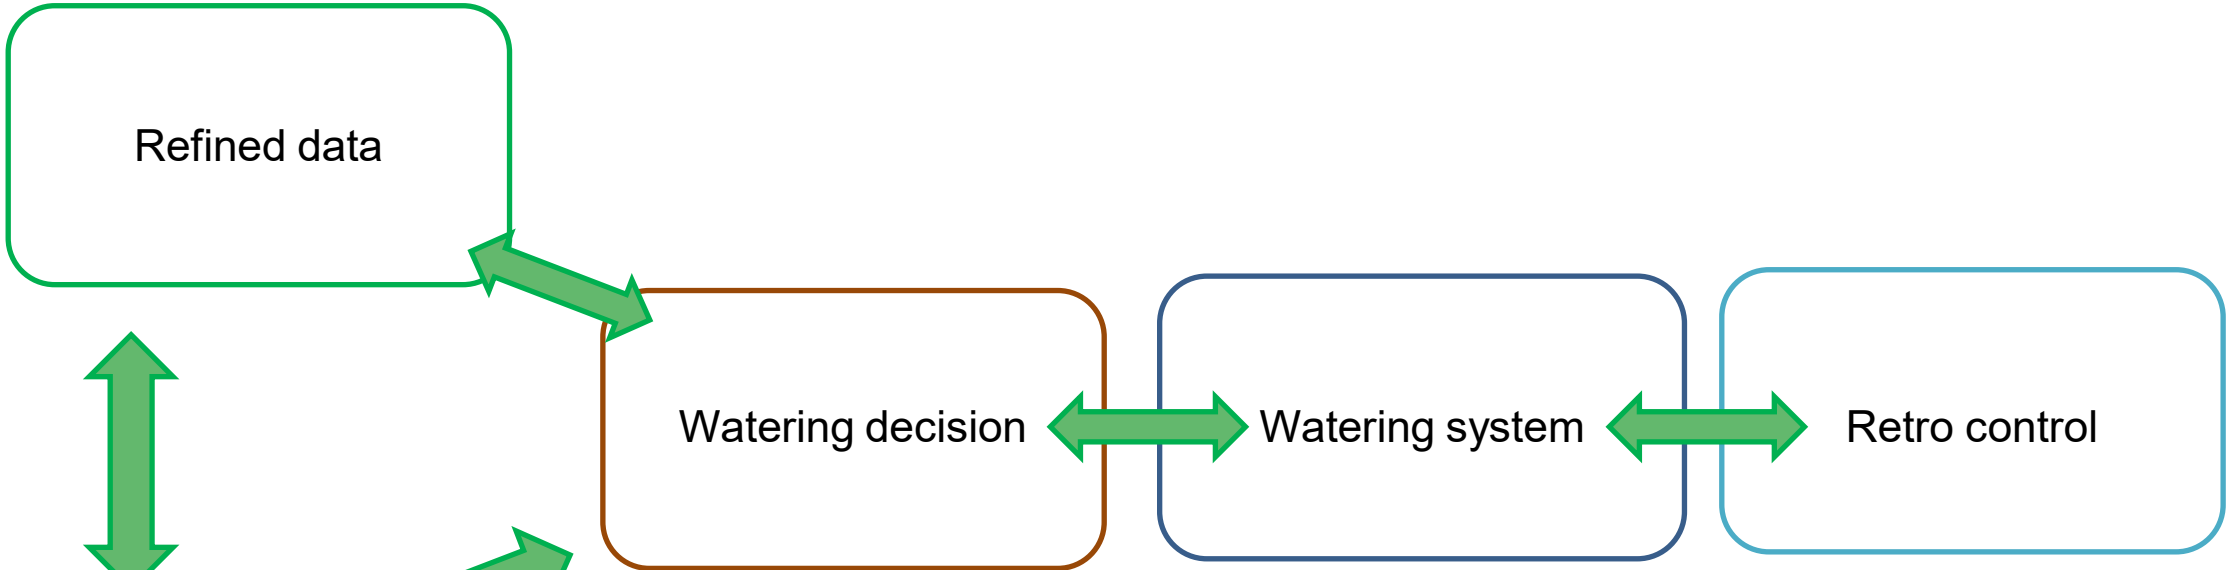 Refined data
Watering decision
Watering system
Retro control